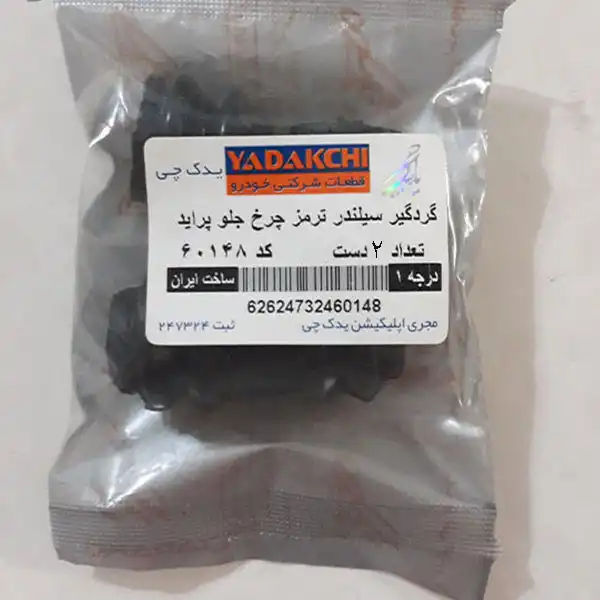 یدک چی YADAKCHI
قطعات شرکتی خودرو
گردگیر سیلندر ترمز چرخ جلو پراید
تعداد ۲ دست کد ۶۰۱۴۸
درجه ۱ ساخت ایران
62624732460148
مجری اپلیکیشن یدک چی ثبت ۲۴۷۳۲۴